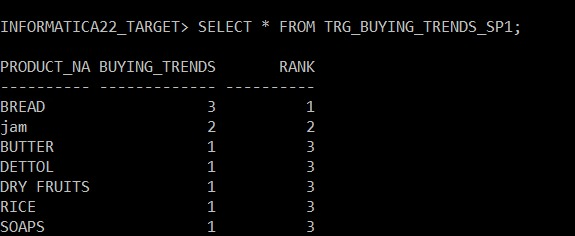 INFORMATICA22_TARGET> SELECT * FROM TRG_BUYING_TRENDS_SP1;
PRODUCT_NA BUYING_TRENDS       RANK
---------- ------------- ----------
BREAD                  3          1
jam                    2          2
BUTTER                 1          3
DETTOL                 1          3
DRY FRUITS             1          3
RICE                   1          3
SOAPS                  1          3